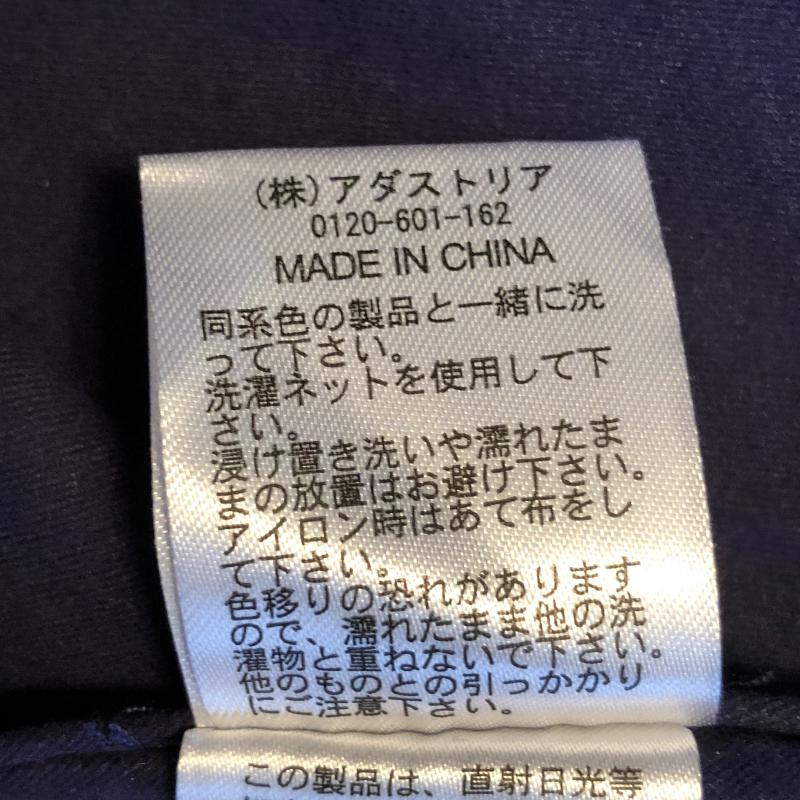 (株)アダストリア
0120-601-162
MADE IN CHINA
同系色の製品と一緒に洗
って下さい。
洗濯ネットを使用して下
さい。
浸け置き洗いや濡れたま
まの放置はお避け下さい。
アイロン時はあて布をし
て下さい。
色移りの恐れがあります
ので、濡れたまま他の洗
濯物と重ねないで下さい。
他のものとの引っかかり
にご注意下さい。
この製品は、直射日光等